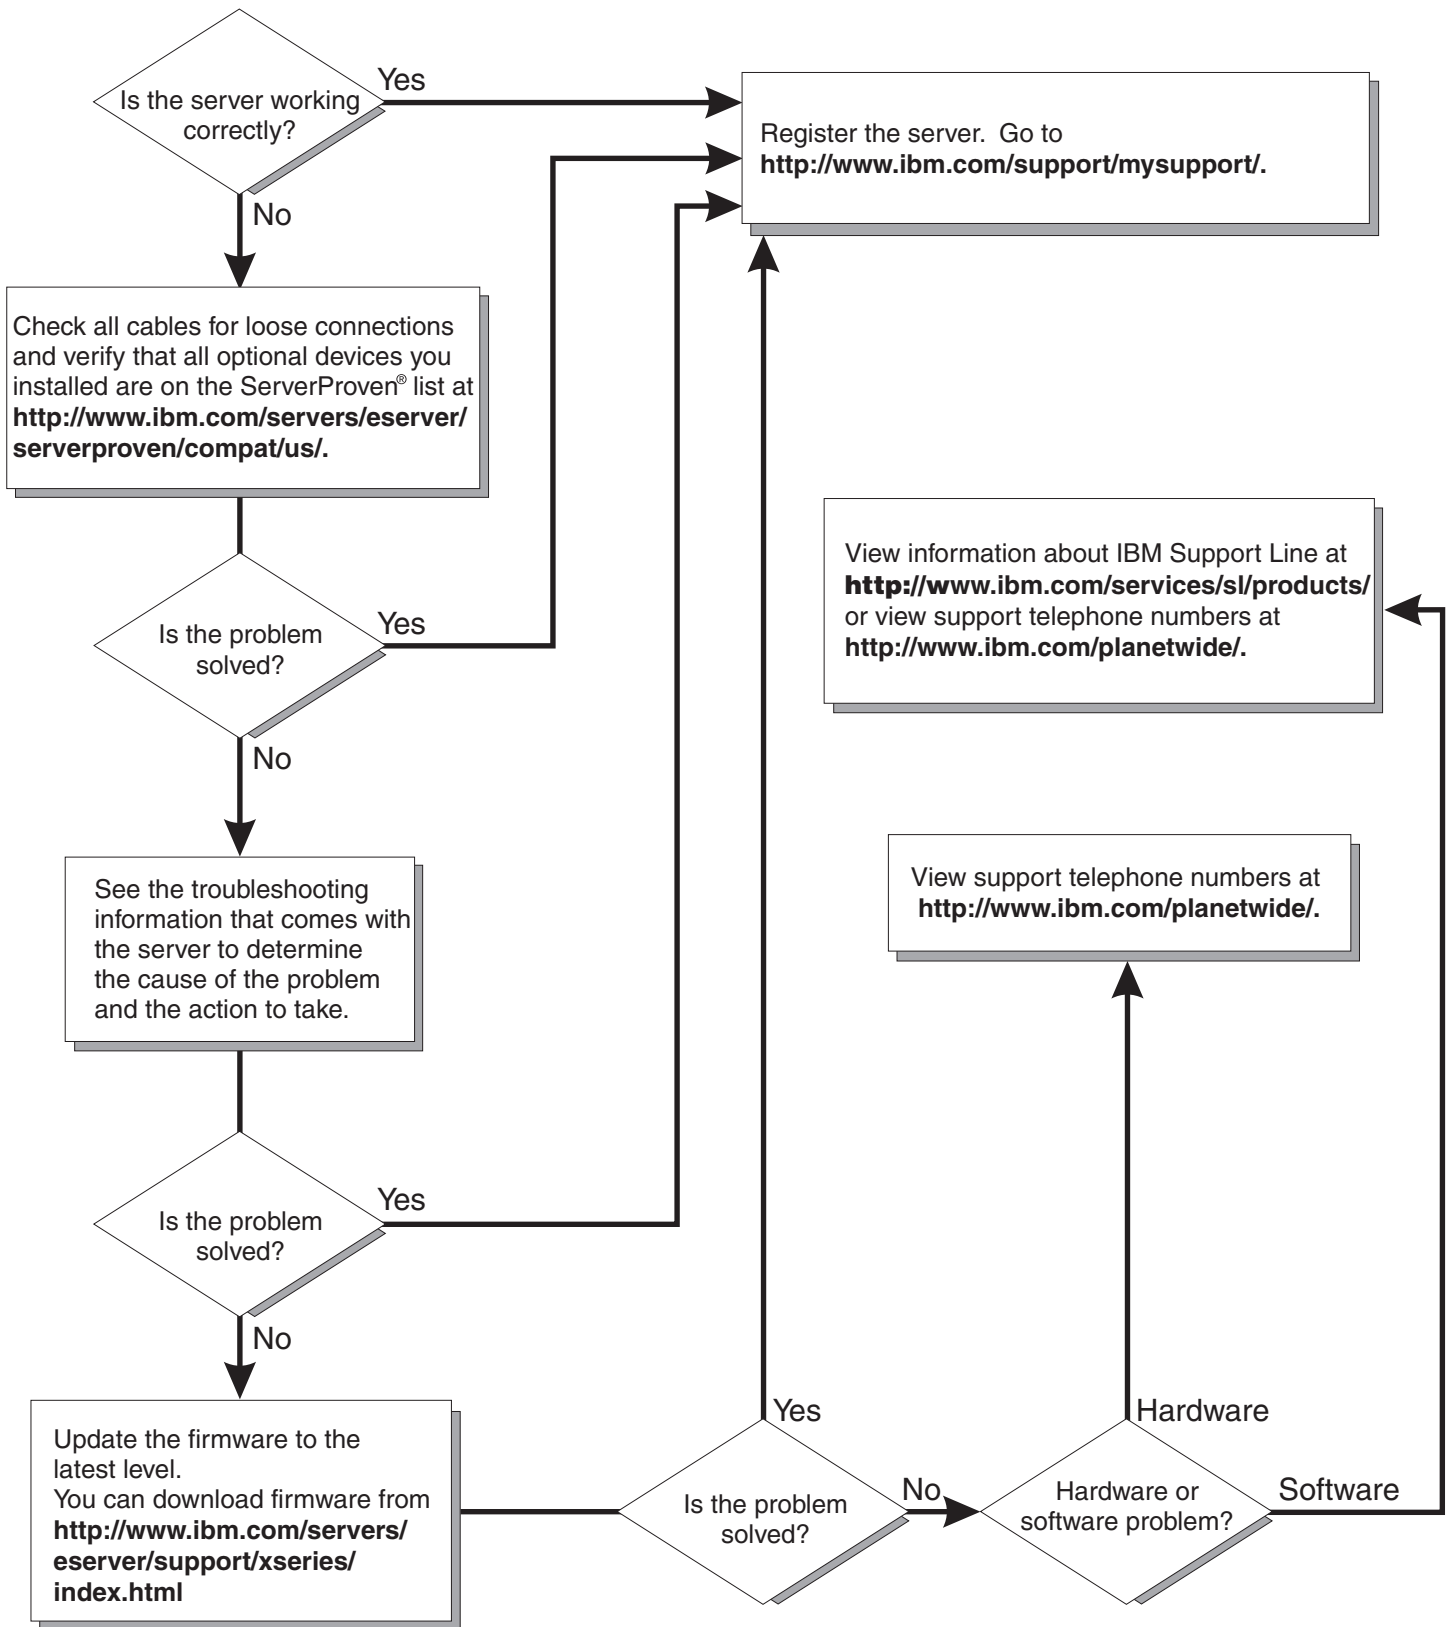 Is the server working
correctly?
Yes
No
Register the server.  Go to
http://www.ibm.com/support/mysupport/.
Check all cables for loose connections
and verify that all optional devices you
installed are on the ServerProven® list at
http://www.ibm.com/servers/eserver/
serverproven/compat/us/.
Is the problem
solved?
Yes
No
View information about IBM Support Line at
http://www.ibm.com/services/sl/products/
or view support telephone numbers at
http://www.ibm.com/planetwide/.
See the troubleshooting
information that comes with
the server to determine
the cause of the problem
and the action to take.
View support telephone numbers at
http://www.ibm.com/planetwide/.
Is the problem
solved?
Yes
No
Update the firmware to the
latest level.
You can download firmware from
http://www.ibm.com/servers/
eserver/support/xseries/
index.html
Is the problem
solved?
Yes
No
Hardware or
software problem?
Hardware
Software